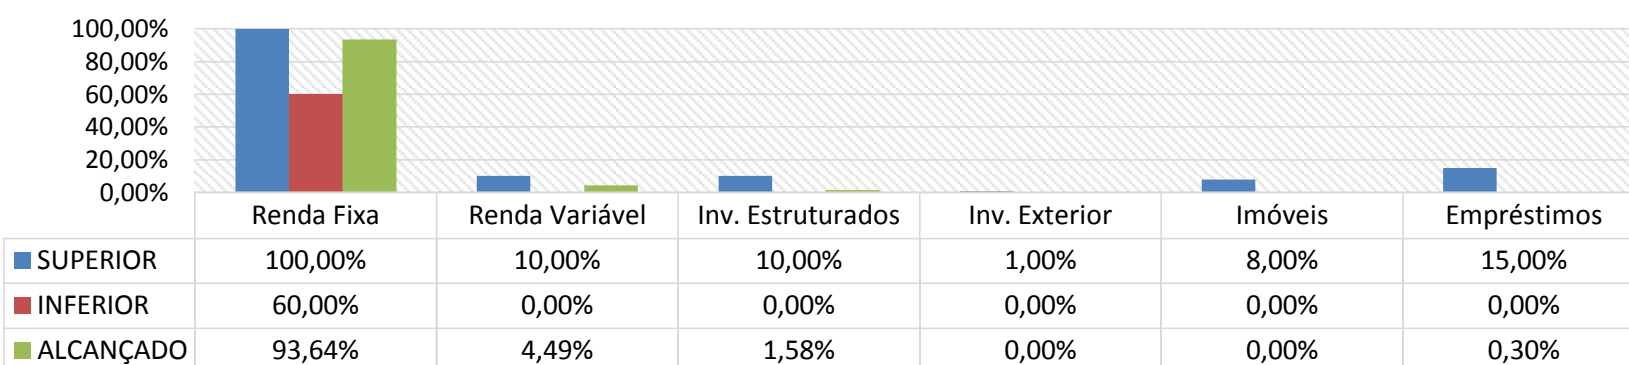 100,00%
80,00%
60,00%
40,00%
20,00%
0,00%
Renda Fixa Renda Variável Inv. Estruturados Inv. Exterior Imóveis Empréstimos
SUPERIOR 100,00% 10,00% 10,00% 1,00% 8,00% 15,00%
INFERIOR 60,00% 0,00% 0,00% 0,00% 0,00% 0,00%
ALCANÇADO 93,64% 4,49% 1,58% 0,00% 0,00% 0,30%